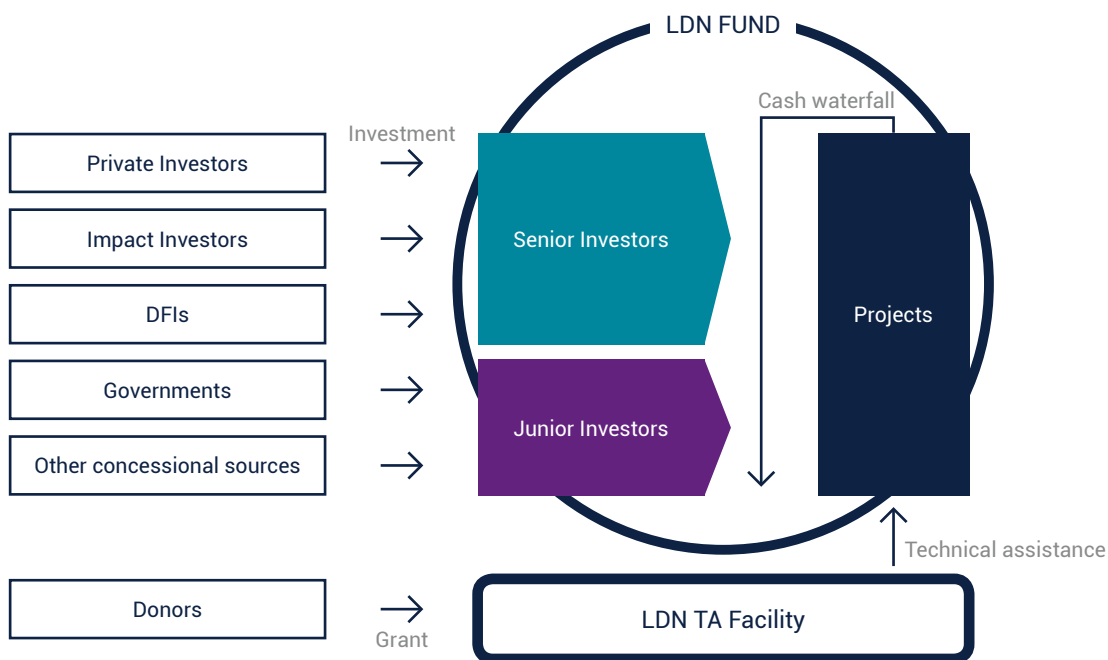 LDN FUND
Cash waterfall
Investment
Private Investors
Impact Investors
Senior Investors
DFIs
Projects
Governments
Junior Investors
Other concessional sources
Technical assistance
Donors
LDN TA Facility
Grant